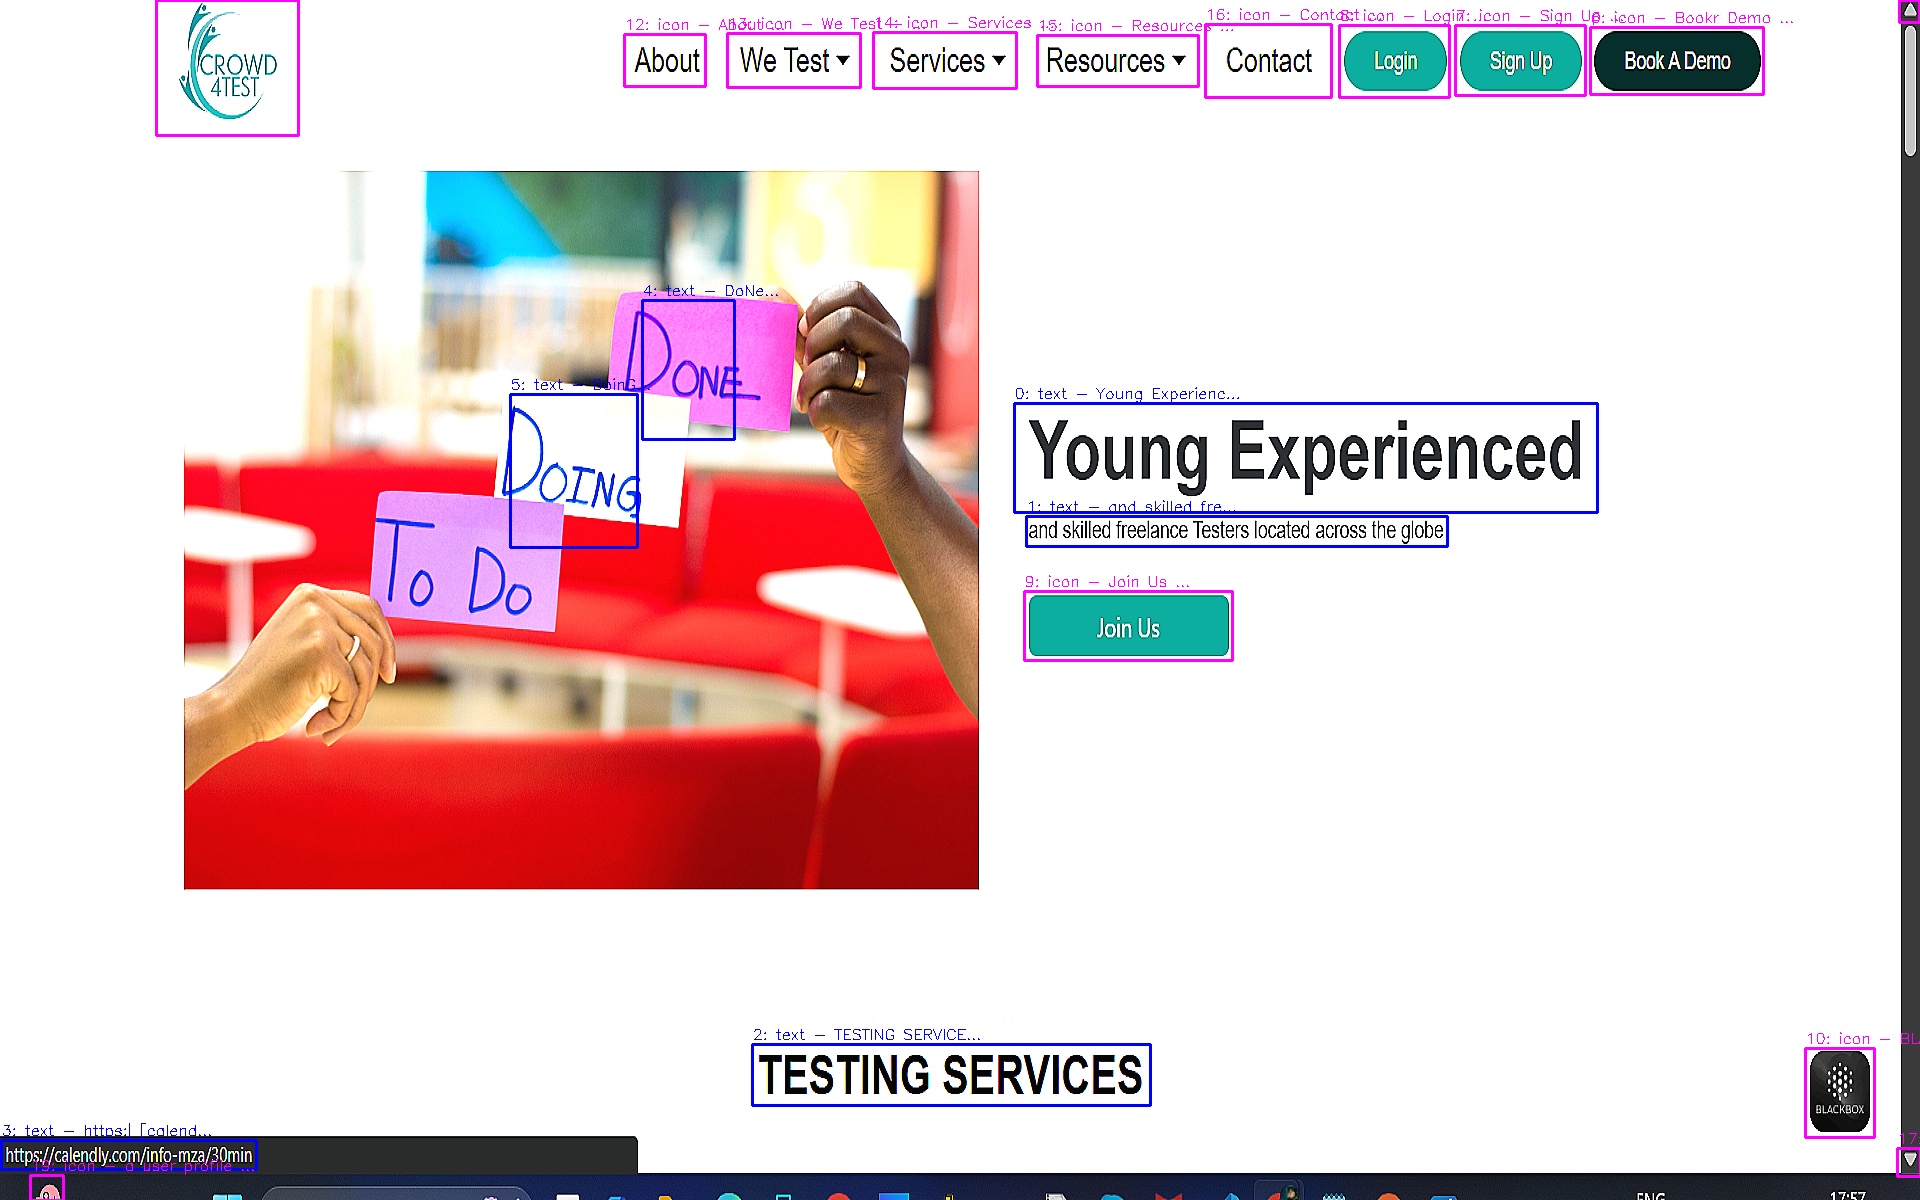 12: icon – About
13: icon – We Test
14: icon – Services ...
15: icon – Resources ...
16: icon – Contact
8: icon – Login
7: icon – Sign Up
6: icon – Bookr Demo ...
CROWD
4TEST
About
We Test
Services
Resources
Contact
Login
Sign Up
Book A Demo
4: text – DoNe...
DONE
5: text – DoinG...
DOING
TO DO
0: text – Young Experienc...
Young Experienced
1: text – and skilled fre...
and skilled freelance Testers located across the globe
9: icon – Join Us ...
Join Us
2: text – TESTING SERVICE...
TESTING SERVICES
10: icon – BL
BLACKBOX
3: text – https:| [calend...
https://calendly.com/info-mza/30min
icon – a user profile ...
17:
ENG
17:57